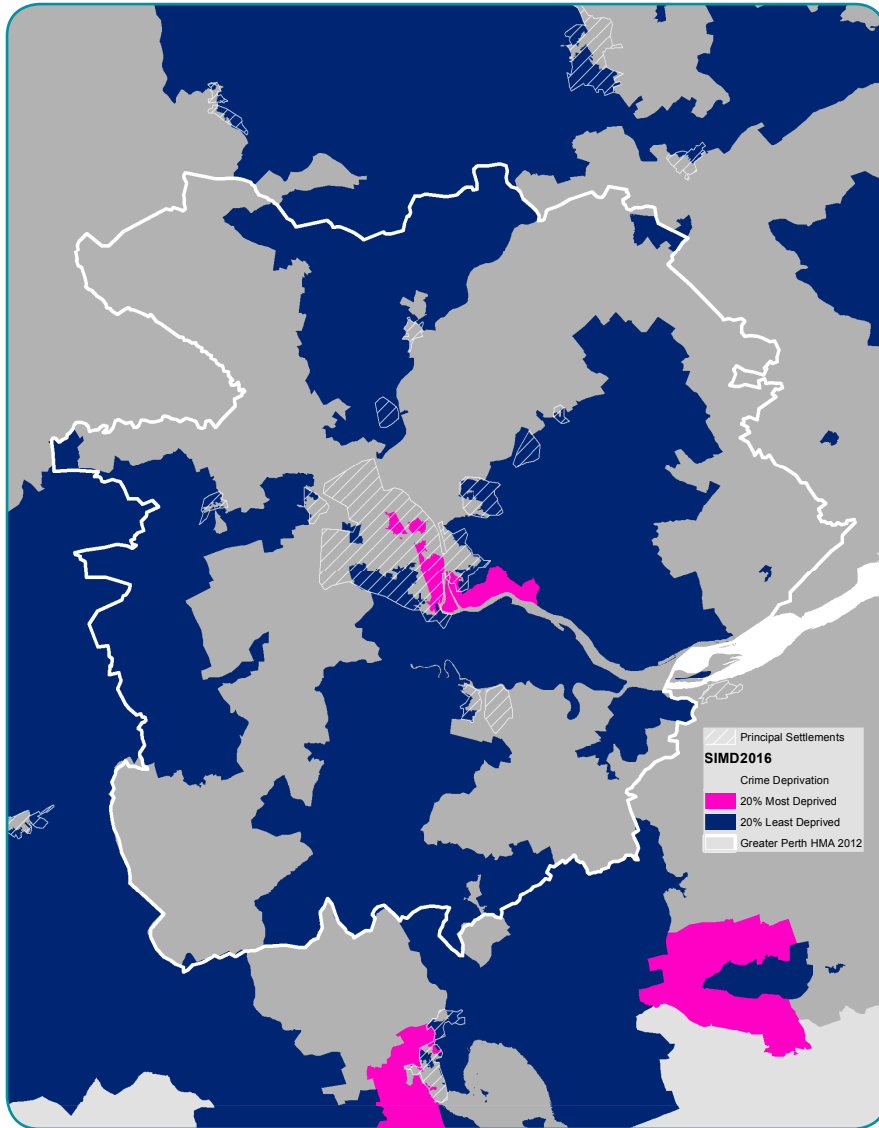 Principal Settlements
SIMD2016
Crime Deprivation
20% Most Deprived
20% Least Deprived
Greater Perth HMA 2012